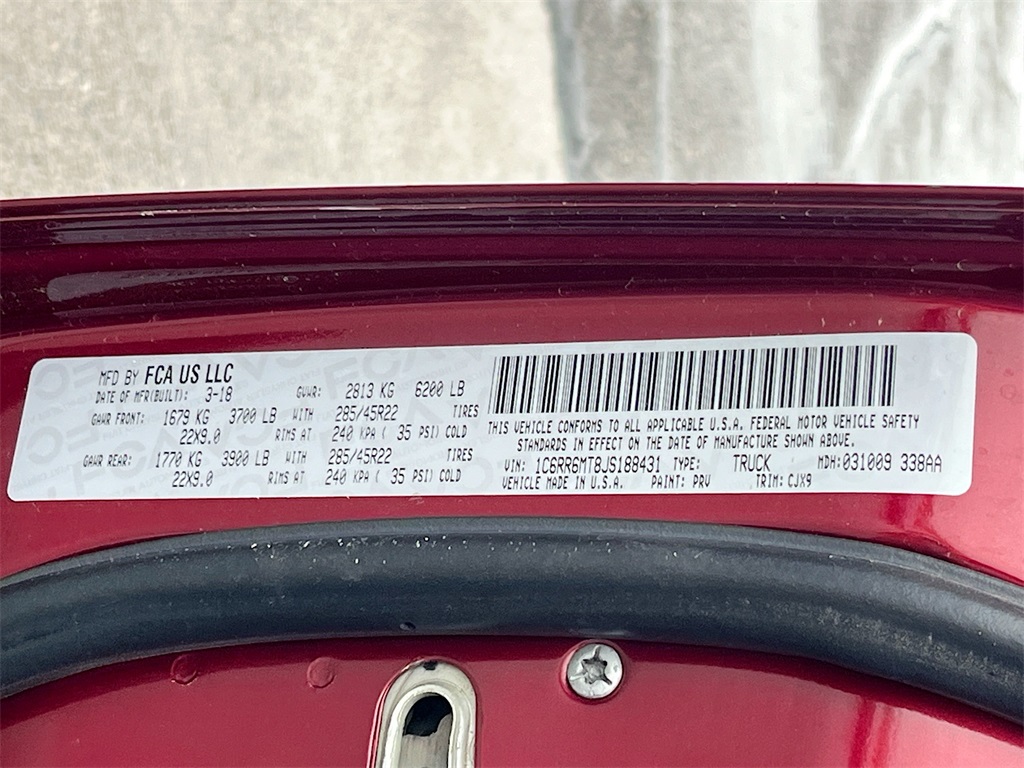 MFD BY FCA US LLC
DATE OF MFR(BUILT): 3-18 GVWR: 2813 KG 6200 LB
GAWR FRONT: 1679 KG 3700 LB WITH 285/45R22 TIRES
22X9.0 RIMS AT 240 KPA ( 35 PSI) COLD
GAWR REAR: 1770 KG 3900 LB WITH 285/45R22 TIRES
22X9.0 RIMS AT 240 KPA ( 35 PSI) COLD
THIS VEHICLE CONFORMS TO ALL APPLICABLE U.S.A. FEDERAL MOTOR VEHICLE SAFETY
STANDARDS IN EFFECT ON THE DATE OF MANUFACTURE SHOWN ABOVE.
VIN: 1C6RR6MT8JS188431 TYPE: TRUCK MDH:031009 338AA
VEHICLE MADE IN U.S.A. PAINT: PRV TRIM: CJX9